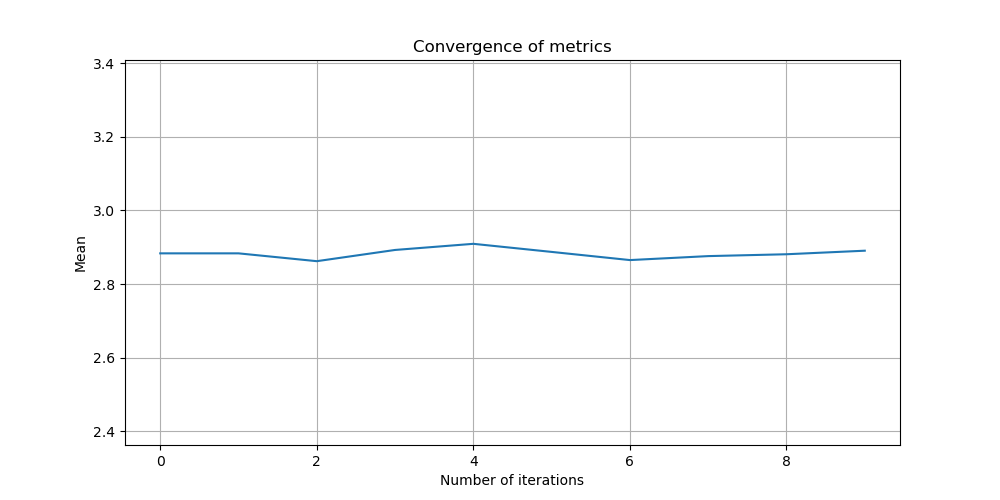 Convergence of metrics
3.4
3.2
3.0
2.8
2.6
2.4
Mean
0 2 4 6 8
Number of iterations